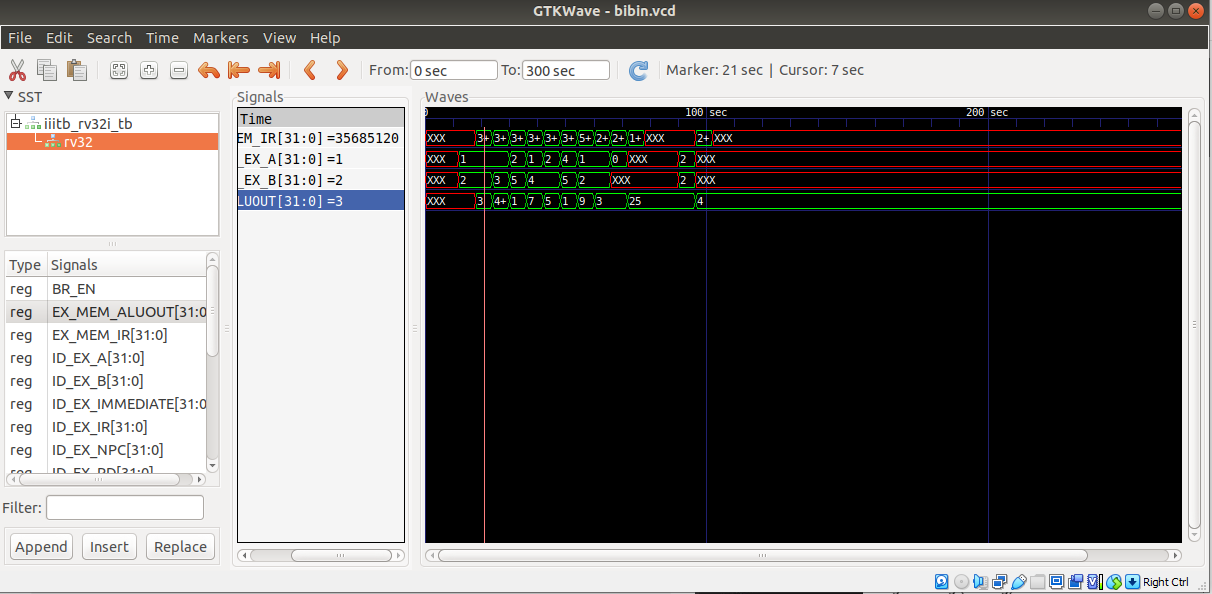 GTKWave - bibin.vcd
File Edit Search Time Markers View Help
From: 0 sec To: 300 sec Marker: 21 sec | Cursor: 7 sec
SST
iiitb_rv32i_tb
rv32
Type Signals
reg BR_EN
reg EX_MEM_ALUOUT[31:0
reg EX_MEM_IR[31:0]
reg ID_EX_A[31:0]
reg ID_EX_B[31:0]
reg ID_EX_IMMEDIATE[31:0
reg ID_EX_IR[31:0]
reg ID_EX_NPC[31:0]
reg ID_EX_RD[31:0]
Filter:
Append Insert Replace
Signals
Time
EM_IR[31:0] =35685120
_EX_A[31:0] =1
_EX_B[31:0] =2
LUOUT[31:0] =3
Waves
0 100 sec 200 sec
XXX 3+ 3+ 3+ 3+ 3+ 3+ 5+ 2+ 2+ 1+ XXX 2+ XXX
XXX 1 2 1 2 4 1 0 XXX 2 XXX
XXX 2 3 5 4 5 2 XXX 2 XXX
XXX 3 4+ 1 7 5 1 9 3 25 4
Right Ctrl